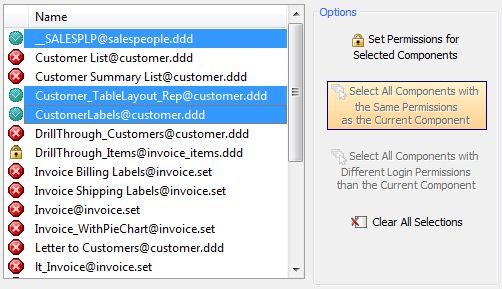 Name
__SALESPLP@salespeople.ddd
Customer List@customer.ddd
Customer Summary List@customer.ddd
Customer_TableLayout_Rep@customer.ddd
CustomerLabels@customer.ddd
DrillThrough_Customers@customer.ddd
DrillThrough_Items@invoice_items.ddd
Invoice Billing Labels@invoice.set
Invoice Shipping Labels@invoice.set
Invoice@invoice.set
Invoice_WithPieChart@invoice.set
Letter to Customers@customer.ddd
lt_Invoice@invoice.set
Options
Set Permissions for
Selected Components
Select All Components with
the Same Permissions
as the Current Component
Select All Components with
Different Login Permissions
than the Current Component
Clear All Selections